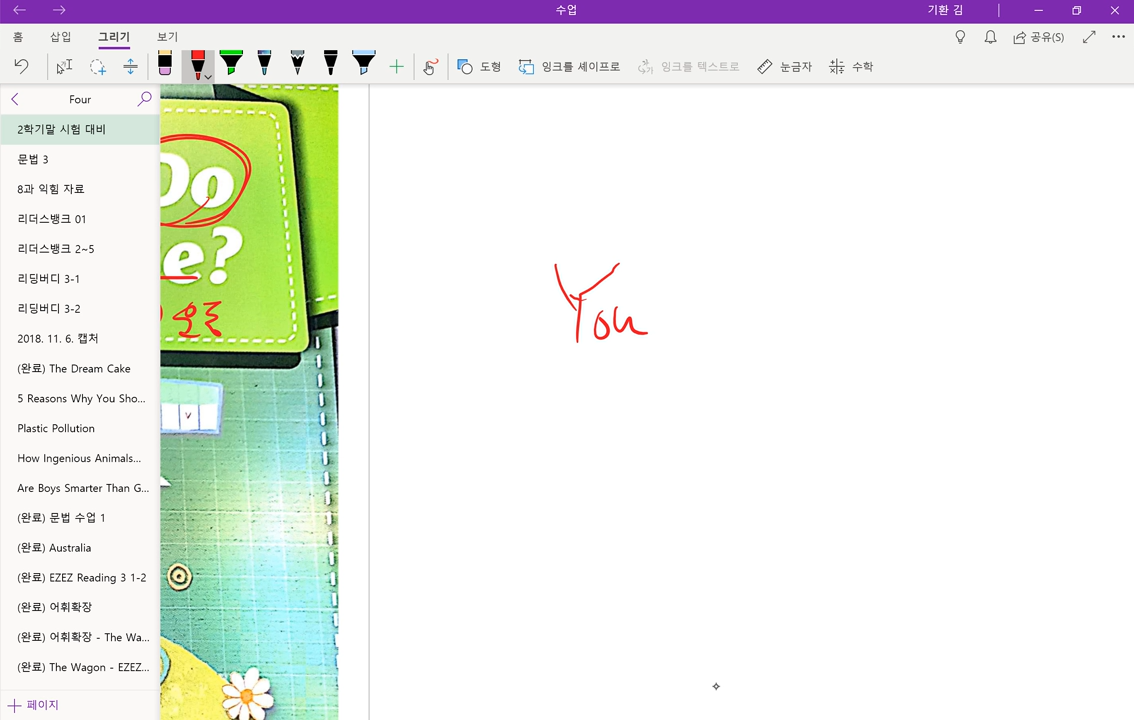 수업
기환 김
홈 삽입 그리기 보기
공유(S)
도형 잉크를 셰이프로 잉크를 텍스트로 눈금자 수학
Four
2학기말 시험 대비
문법 3
8과 익힘 자료
리더스뱅크 01
리더스뱅크 2~5
리딩버디 3-1
리딩버디 3-2
2018. 11. 6. 캡처
(완료) The Dream Cake
5 Reasons Why You Sho...
Plastic Pollution
How Ingenious Animals...
Are Boys Smarter Than G...
(완료) 문법 수업 1
(완료) Australia
(완료) EZEZ Reading 3 1-2
(완료) 어휘확장
(완료) 어휘확장 - The Wa...
(완료) The Wagon - EZEZ...
페이지
Do
e?
오를
v
You